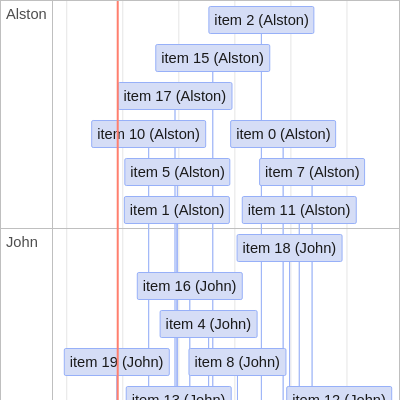 Alston
item 2 (Alston)
item 15 (Alston)
item 17 (Alston)
item 10 (Alston)
item 0 (Alston)
item 5 (Alston)
item 7 (Alston)
item 1 (Alston)
item 11 (Alston)
John
item 18 (John)
item 16 (John)
item 4 (John)
item 19 (John)
item 8 (John)
item 13 (John)
item 12 (John)